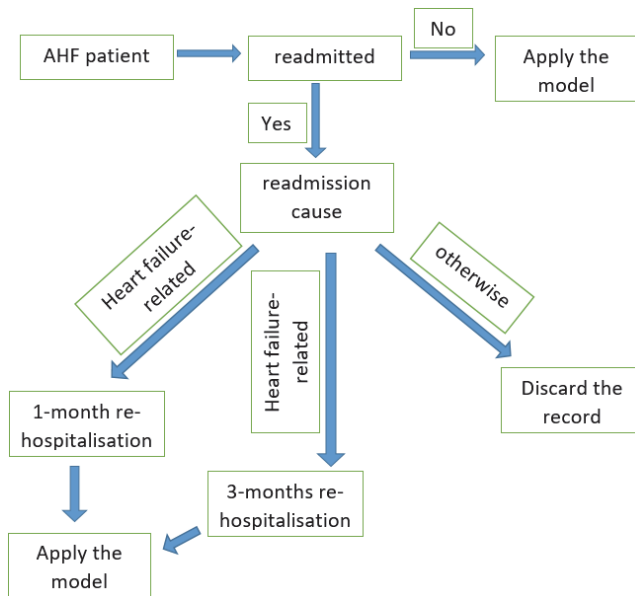 AHF patient
readmitted
No
Apply the
model
Yes
readmission
cause
Heart failure-
related
Heart failure-
related
otherwise
1-month re-
hospitalisation
3-months re-
hospitalisation
Discard the
record
Apply the
model